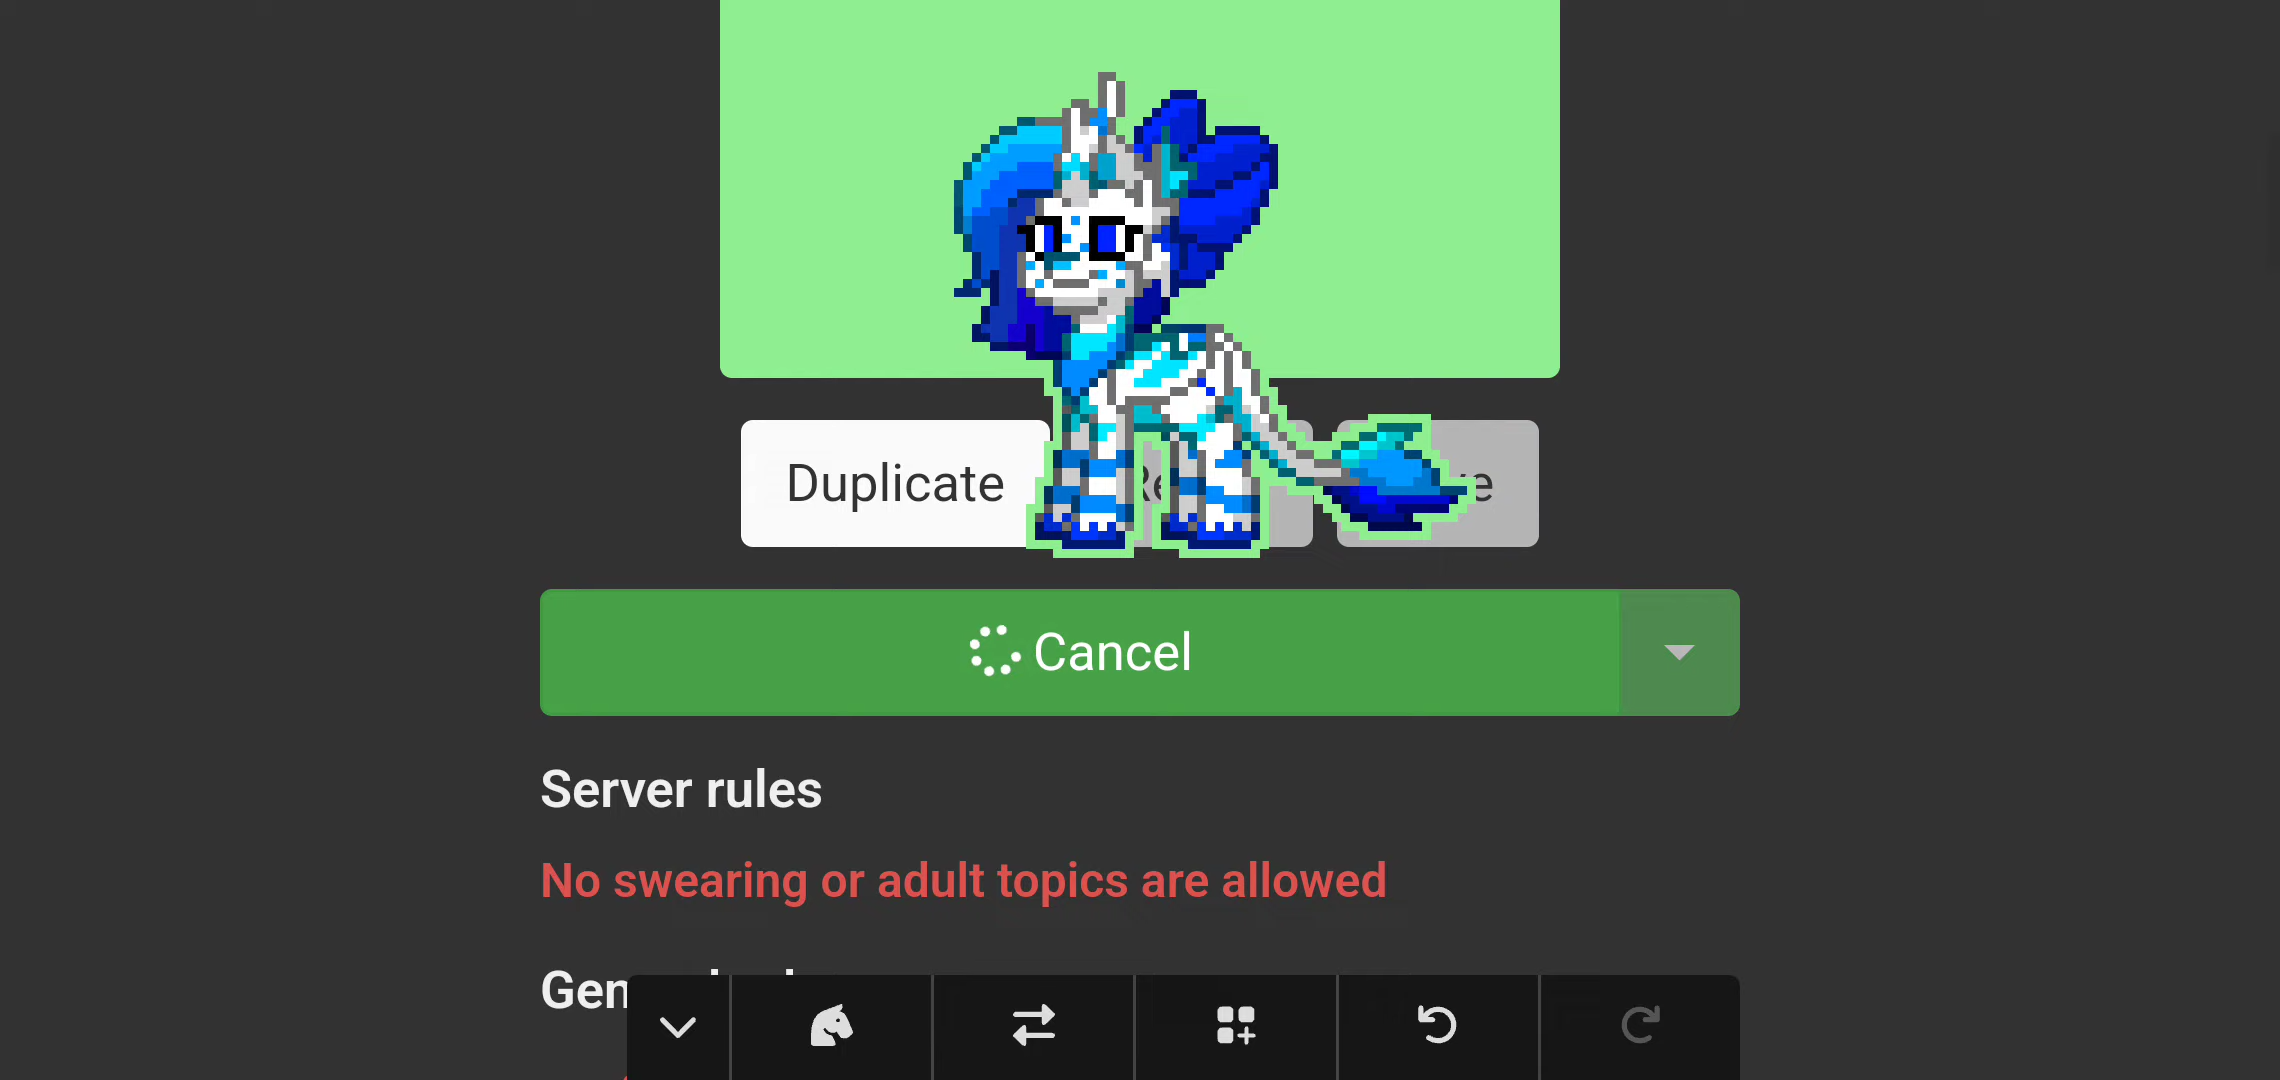 Duplicate
Cancel
Server rules
No swearing or adult topics are allowed